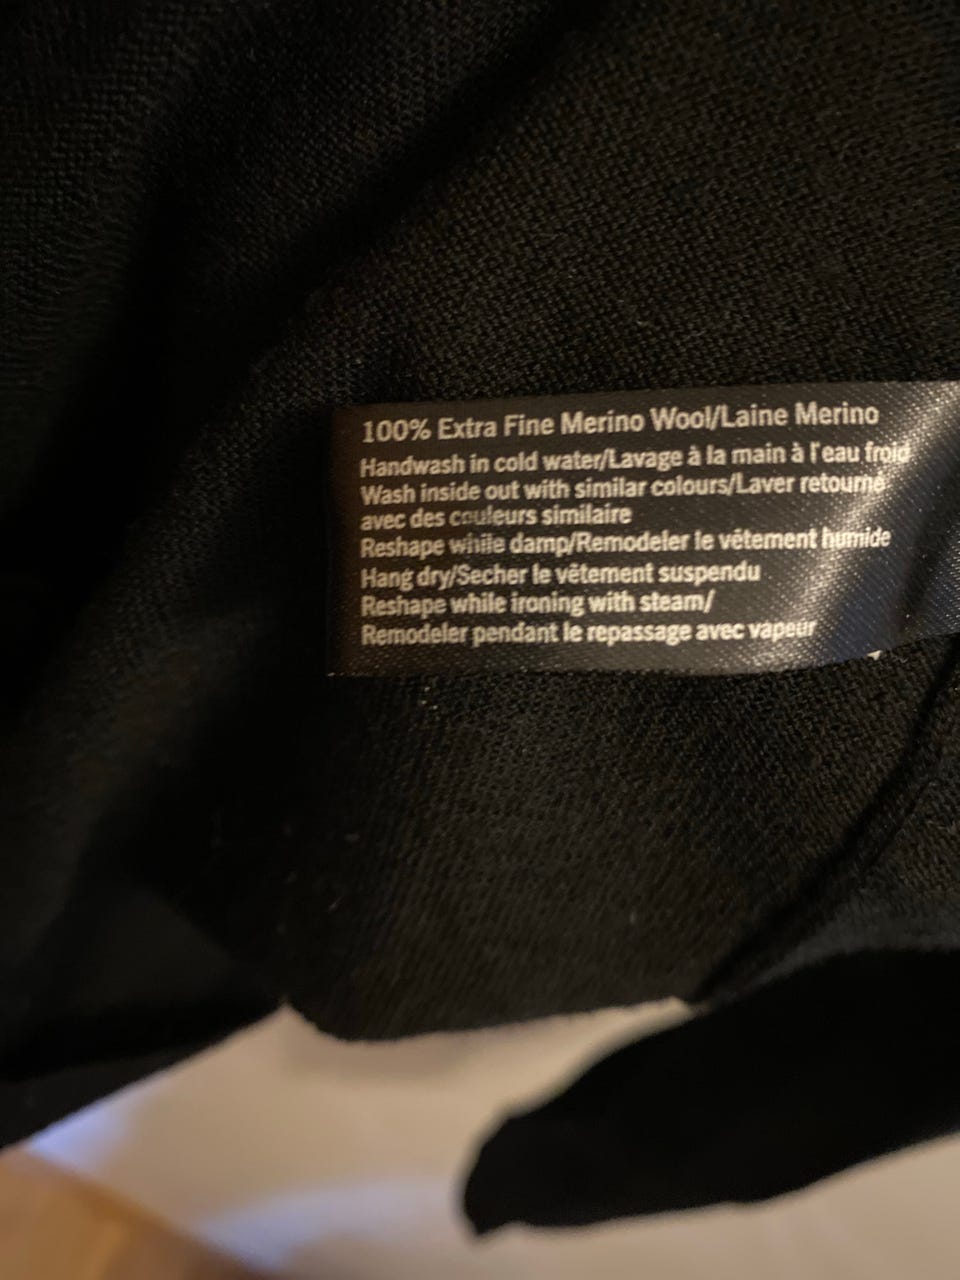 100% Extra Fine Merino Wool/Laine Merino
Handwash in cold water/Lavage à la main à l'eau froid
Wash inside out with similar colours/Laver retourné
avec des couleurs similaire
Reshape while damp/Remodeler le vêtement humide
Hang dry/Secher le vêtement suspendu
Reshape while ironing with steam/
Remodeler pendant le repassage avec vapeur